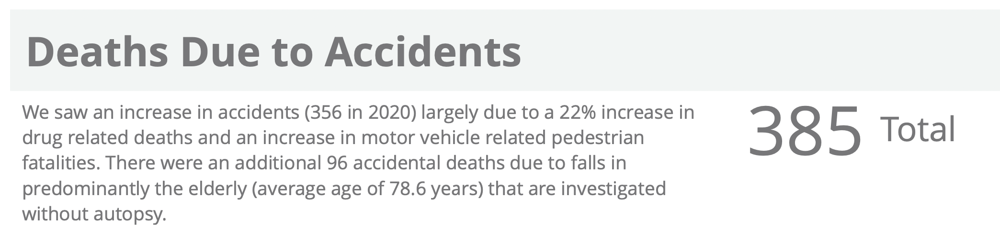 Deaths Due to Accidents
We saw an increase in accidents (356 in 2020) largely due to a 22% increase in
drug related deaths and an increase in motor vehicle related pedestrian
fatalities. There were an additional 96 accidental deaths due to falls in
predominantly the elderly (average age of 78.6 years) that are investigated
without autopsy.
385 Total